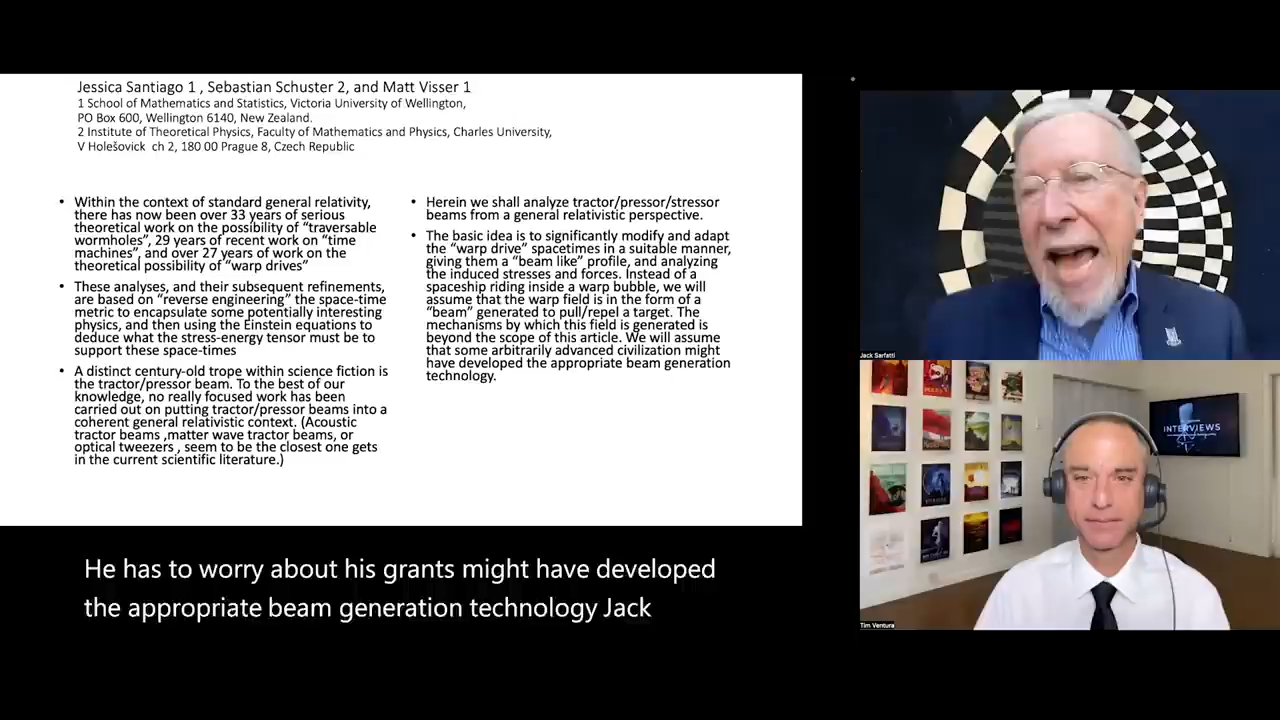 Jessica Santiago 1 , Sebastian Schuster 2, and Matt Visser 1
1 School of Mathematics and Statistics, Victoria University of Wellington,
PO Box 600, Wellington 6140, New Zealand.
2 Institute of Theoretical Physics, Faculty of Mathematics and Physics, Charles University,
V Holešovick ch 2, 180 00 Prague 8, Czech Republic
• Within the context of standard general relativity,
there has now been over 33 years of serious
theoretical work on the possibility of “traversable
wormholes”, 29 years of recent work on “time
machines”, and over 27 years of work on the
theoretical possibility of “warp drives”
• These analyses, and their subsequent refinements,
are based on “reverse engineering” the space-time
metric to encapsulate some potentially interesting
physics, and then using the Einstein equations to
deduce what the stress-energy tensor must be to
support these space-times
• A distinct century-old trope within science fiction is
the tractor/pressor beam. To the best of our
knowledge, no really focused work has been
carried out on putting tractor/pressor beams into a
coherent general relativistic context. (Acoustic
tractor beams ,matter wave tractor beams, or
optical tweezers , seem to be the closest one gets
in the current scientific literature.)
• Herein we shall analyze tractor/pressor/stressor
beams from a general relativistic perspective.
• The basic idea is to significantly modify and adapt
the “warp drive” spacetimes in a suitable manner,
giving them a “beam like” profile, and analyzing
the induced stresses and forces. Instead of a
spaceship riding inside a warp bubble, we will
assume that the warp field is in the form of a
“beam” generated to pull/repel a target. The
mechanisms by which this field is generated is
beyond the scope of this article. We will assume
that some arbitrarily advanced civilization might
have developed the appropriate beam generation
technology.
Jack Sarfatti
INTERVIEWS
Tim Ventura
He has to worry about his grants might have developed
the appropriate beam generation technology Jack